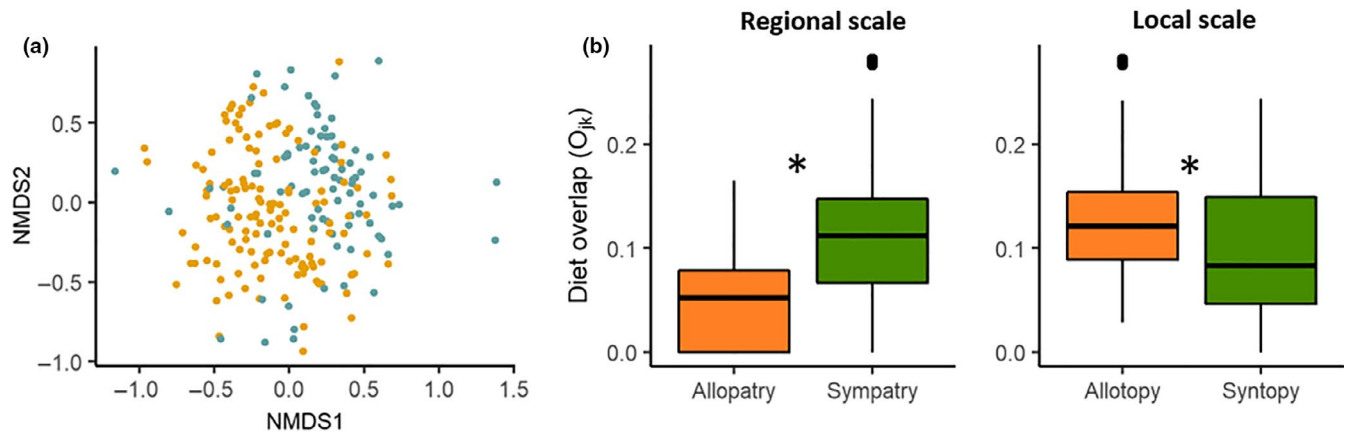 (a)
NMDS2
0.5
0.0
−0.5
−1.0
−1.0 −0.5 0.0 0.5 1.0 1.5
NMDS1
(b)
Regional scale
Diet overlap (Ojk)
0.2
0.1
0.0
*
Allopatry Sympatry
Local scale
0.2
0.1
0.0
*
Allotopy Syntopy